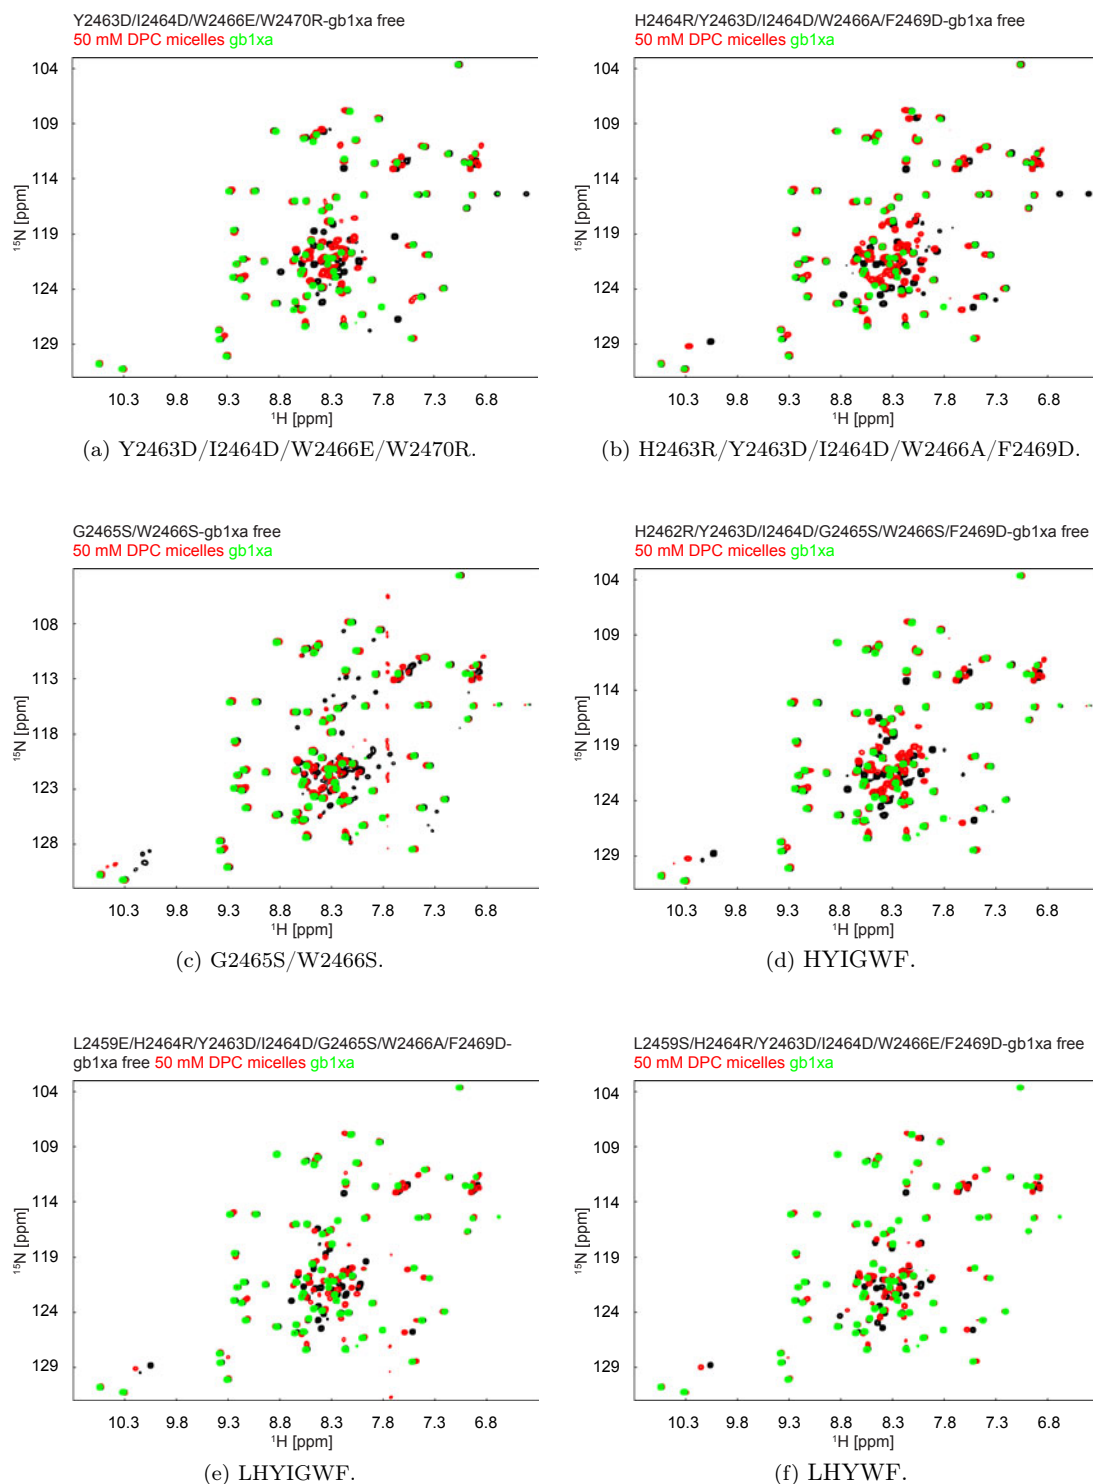 Y2463D/I2464D/W2466E/W2470R-gb1xa free
50 mM DPC micelles gb1xa
104
109
114
119
124
129
¹⁵N [ppm]
10.3 9.8 9.3 8.8 8.3 7.8 7.3 6.8
¹H [ppm]
(a) Y2463D/I2464D/W2466E/W2470R.
H2464R/Y2463D/I2464D/W2466A/F2469D-gb1xa free
50 mM DPC micelles gb1xa
104
109
114
119
124
129
¹⁵N [ppm]
10.3 9.8 9.3 8.8 8.3 7.8 7.3 6.8
¹H [ppm]
(b) H2463R/Y2463D/I2464D/W2466A/F2469D.
G2465S/W2466S-gb1xa free
50 mM DPC micelles gb1xa
108
113
118
123
128
¹⁵N [ppm]
10.3 9.8 9.3 8.8 8.3 7.8 7.3 6.8
¹H [ppm]
(c) G2465S/W2466S.
H2462R/Y2463D/I2464D/G2465S/W2466S/F2469D-gb1xa free
50 mM DPC micelles gb1xa
104
109
114
119
124
129
¹⁵N [ppm]
10.3 9.8 9.3 8.8 8.3 7.8 7.3 6.8
¹H [ppm]
(d) HYIGWF.
L2459E/H2464R/Y2463D/I2464D/G2465S/W2466A/F2469D-
gb1xa free 50 mM DPC micelles gb1xa
104
109
114
119
124
129
¹⁵N [ppm]
10.3 9.8 9.3 8.8 8.3 7.8 7.3 6.8
¹H [ppm]
(e) LHYIGWF.
L2459S/H2464R/Y2463D/I2464D/W2466E/F2469D-gb1xa free
50 mM DPC micelles gb1xa
104
109
114
119
124
129
¹⁵N [ppm]
10.3 9.8 9.3 8.8 8.3 7.8 7.3 6.8
¹H [ppm]
(f) LHYWF.